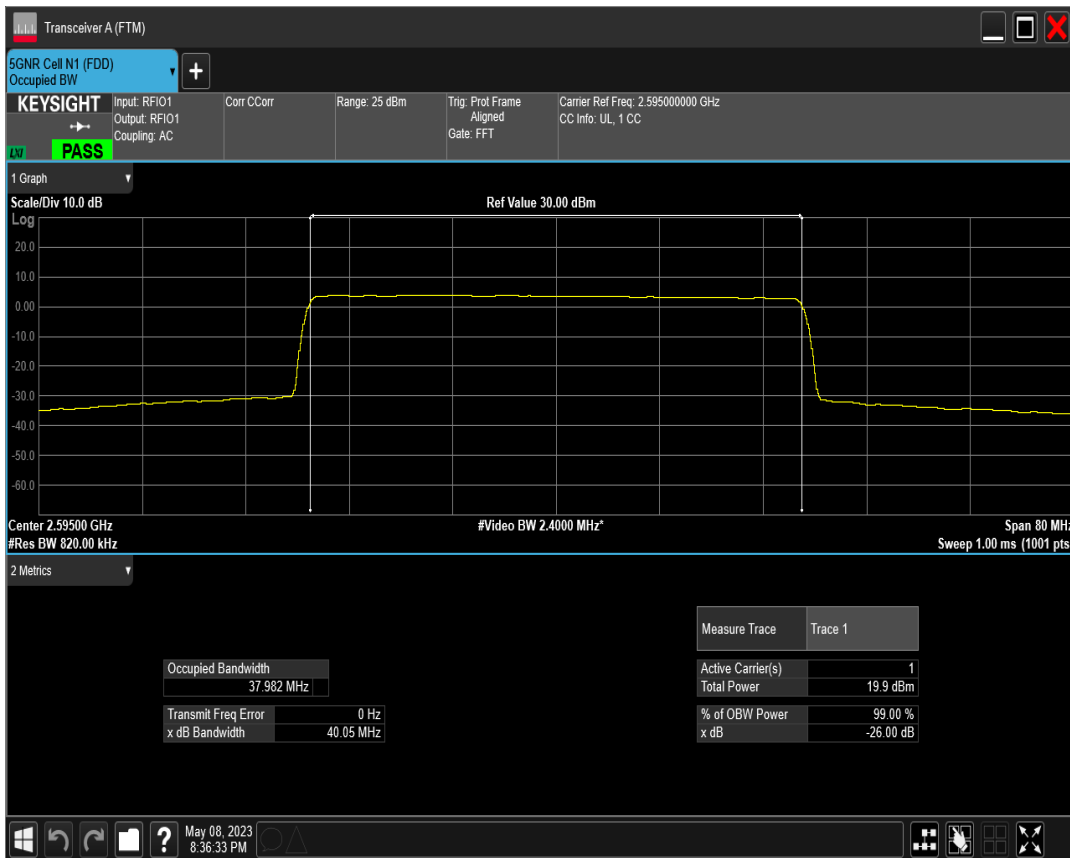 Transceiver A (FTM)
5GNR Cell N1 (FDD)
Occupied BW
+
KEYSIGHT
LXI
PASS
Input: RFIO1
Output: RFIO1
Coupling: AC
Corr CCorr
Range: 25 dBm
Trig: Prot Frame
Aligned
Gate: FFT
Carrier Ref Freq: 2.595000000 GHz
CC Info: UL, 1 CC
1 Graph
Scale/Div 10.0 dB
Ref Value 30.00 dBm
Log
20.0
10.0
0.00
-10.0
-20.0
-30.0
-40.0
-50.0
-60.0
Center 2.59500 GHz
#Video BW 2.4000 MHz*
Span 80 MHz
#Res BW 820.00 kHz
Sweep 1.00 ms (1001 pts
2 Metrics
Measure Trace Trace 1
Occupied Bandwidth
37.982 MHz
Active Carrier(s) 1
Total Power 19.9 dBm
Transmit Freq Error 0 Hz
x dB Bandwidth 40.05 MHz
% of OBW Power 99.00 %
x dB -26.00 dB
?
May 08, 2023
8:36:33 PM